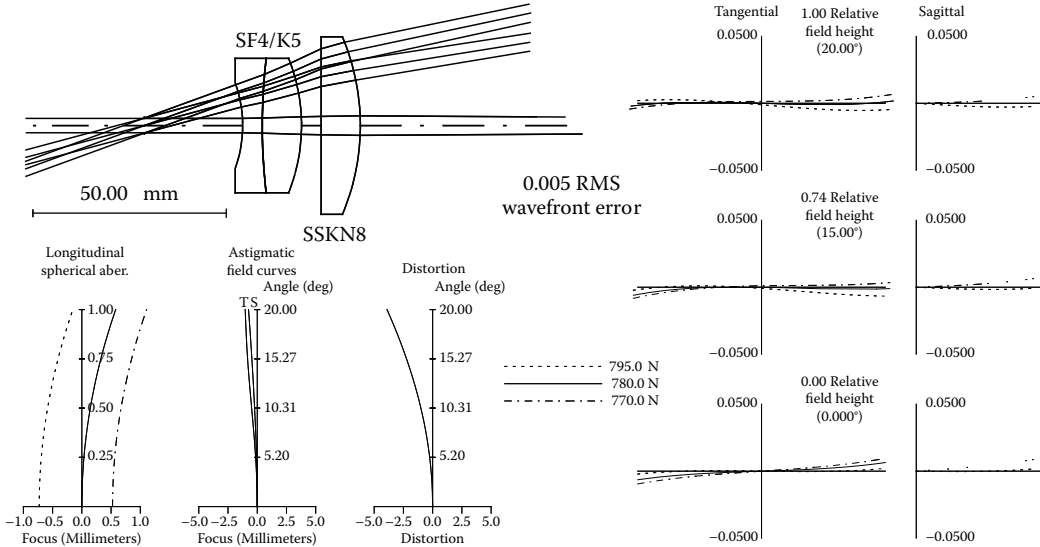 SF4/K5
50.00 mm
SSKN8
0.005 RMS
wavefront error
Longitudinal
spherical aber.
1.00
0.75
0.50
0.25
−1.0 −0.5 0.0 0.5 1.0
Focus (Millimeters)
Astigmatic
field curves
Angle (deg)
T S
20.00
15.27
10.31
5.20
−5.0 −2.5 0.0 2.5 5.0
Focus (Millimeters)
Distortion
Angle (deg)
20.00
15.27
10.31
5.20
−5.0 −2.5 0.0 2.5 5.0
Distortion
795.0 N
780.0 N
770.0 N
Tangential
1.00 Relative
field height
(20.00°)
Sagittal
0.0500
0.0500
−0.0500
−0.0500
0.74 Relative
field height
(15.00°)
0.0500
0.0500
−0.0500
−0.0500
0.00 Relative
field height
(0.000°)
0.0500
0.0500
−0.0500
−0.0500